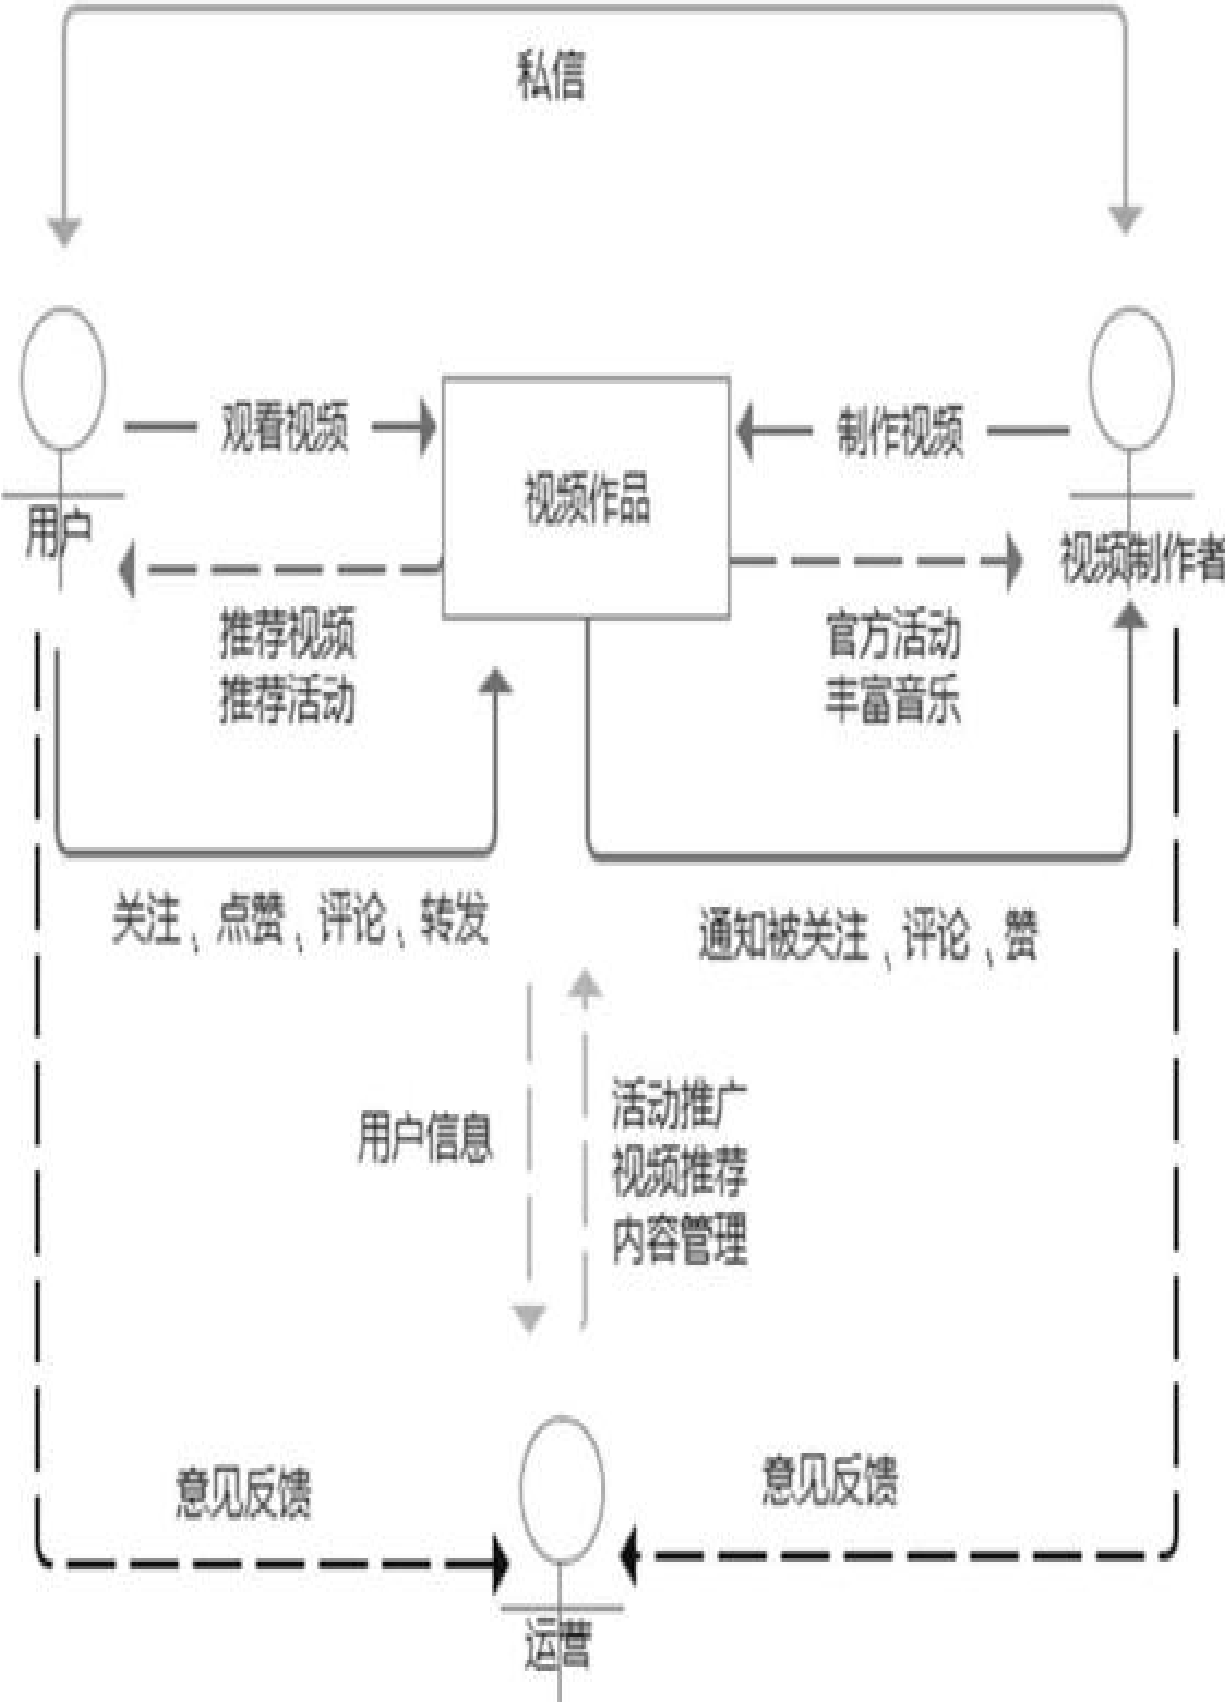 私信
观看视频
制作视频
视频作品
用户
视频制作者
推荐视频
推荐活动
官方活动
丰富音乐
关注、点赞、评论、转发
通知被关注、评论、赞
用户信息
活动推广
视频推荐
内容管理
意见反馈
意见反馈
运营